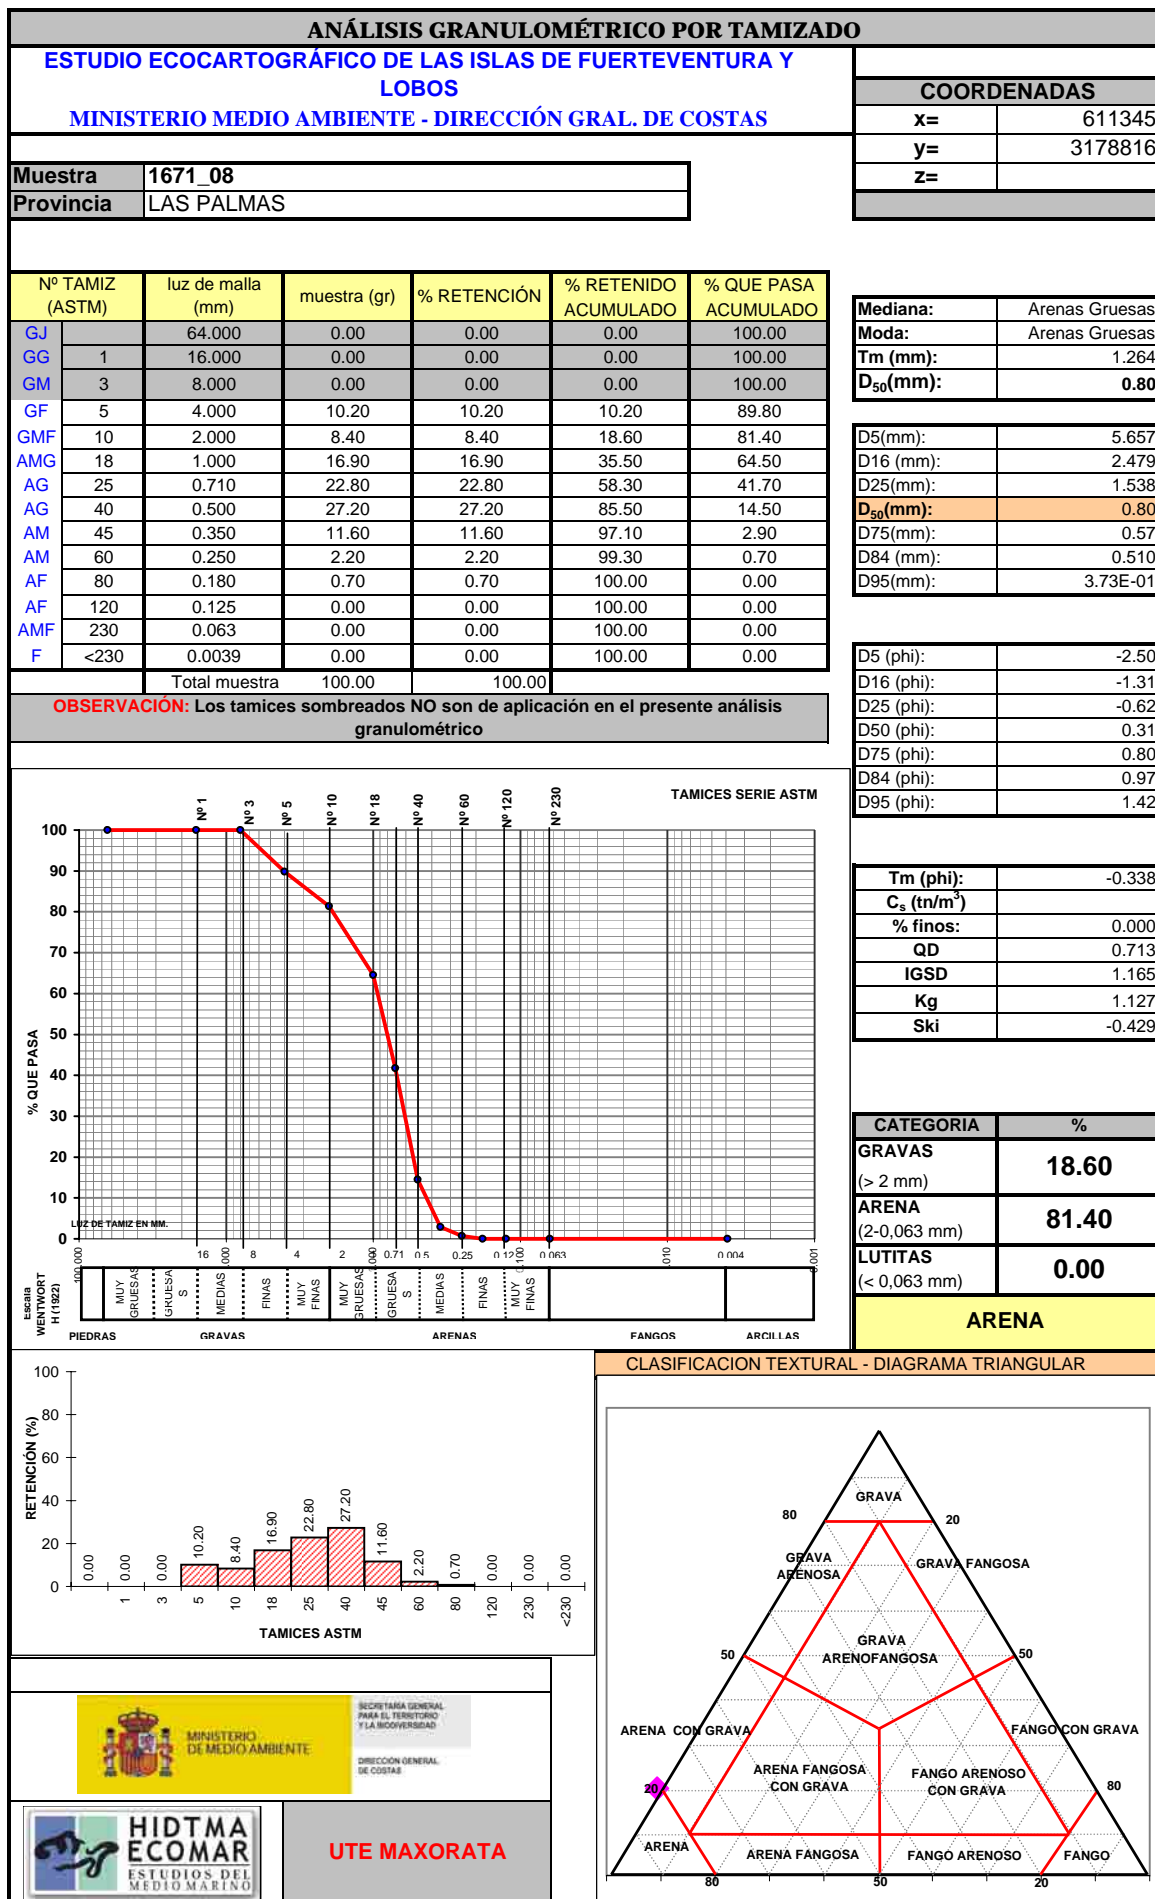 ANÁLISIS GRANULOMÉTRICO POR TAMIZADO
ESTUDIO ECOCARTOGRÁFICO DE LAS ISLAS DE FUERTEVENTURA Y
LOBOS
MINISTERIO MEDIO AMBIENTE - DIRECCIÓN GRAL. DE COSTAS
COORDENADAS
x= 611345
y= 3178816
z=
Muestra 1671_08
Provincia LAS PALMAS
Nº TAMIZ (ASTM) luz de malla (mm) muestra (gr) % RETENCIÓN % RETENIDO ACUMULADO % QUE PASA ACUMULADO
GJ 64.000 0.00 0.00 0.00 100.00
GG 1 16.000 0.00 0.00 0.00 100.00
GM 3 8.000 0.00 0.00 0.00 100.00
GF 5 4.000 10.20 10.20 10.20 89.80
GMF 10 2.000 8.40 8.40 18.60 81.40
AMG 18 1.000 16.90 16.90 35.50 64.50
AG 25 0.710 22.80 22.80 58.30 41.70
AG 40 0.500 27.20 27.20 85.50 14.50
AM 45 0.350 11.60 11.60 97.10 2.90
AM 60 0.250 2.20 2.20 99.30 0.70
AF 80 0.180 0.70 0.70 100.00 0.00
AF 120 0.125 0.00 0.00 100.00 0.00
AMF 230 0.063 0.00 0.00 100.00 0.00
F <230 0.0039 0.00 0.00 100.00 0.00
Total muestra 100.00 100.00
OBSERVACIÓN: Los tamices sombreados NO son de aplicación en el presente análisis
granulométrico
Mediana: Arenas Gruesas
Moda: Arenas Gruesas
Tm (mm): 1.264
D50(mm): 0.80
D5(mm): 5.657
D16 (mm): 2.479
D25(mm): 1.538
D50(mm): 0.80
D75(mm): 0.57
D84 (mm): 0.510
D95(mm): 3.73E-01
D5 (phi): -2.50
D16 (phi): -1.31
D25 (phi): -0.62
D50 (phi): 0.31
D75 (phi): 0.80
D84 (phi): 0.97
D95 (phi): 1.42
Tm (phi): -0.338
Cs (tn/m3)
% finos: 0.000
QD 0.713
IGSD 1.165
Kg 1.127
Ski -0.429
CATEGORIA %
GRAVAS
(> 2 mm) 18.60
ARENA
(2-0,063 mm) 81.40
LUTITAS
(< 0,063 mm) 0.00
ARENA
TAMICES SERIE ASTM
Nº 1 Nº 3 Nº 5 Nº 10 Nº 18 Nº 40 Nº 60 Nº 120 Nº 230
% QUE PASA
100
90
80
70
60
50
40
30
20
10
0
LUZ DE TAMIZ EN MM.
16 8 4 2 0.71 0.5 0.25 0.12 0.063 0.004
100.000 0.100
Escala
WENTWORT
H (1922)
MUY GRUESAS GRUESA S MEDIAS FINAS MUY FINAS MUY GRUESAS GRUESA S MEDIAS FINAS MUY FINAS
PIEDRAS GRAVAS ARENAS FANGOS ARCILLAS
RETENCIÓN (%)
100
80
60
40
20
0
0.00 0.00 0.00 10.20 8.40 16.90 22.80 27.20 11.60 2.20 0.70 0.00 0.00 0.00
1 3 5 10 18 25 40 45 60 80 120 230 <230
TAMICES ASTM
CLASIFICACION TEXTURAL - DIAGRAMA TRIANGULAR
GRAVA
80 20
GRAVA
ARENOSA
GRAVA FANGOSA
GRAVA
ARENOFANGOSA
50 50
ARENA CON GRAVA
FANGO CON GRAVA
ARENA FANGOSA
CON GRAVA
FANGO ARENOSO
CON GRAVA
20 80
ARENA ARENA FANGOSA FANGO ARENOSO FANGO
80 50 20
MINISTERIO
DE MEDIO AMBIENTE
SECRETARÍA GENERAL
PARA EL TERRITORIO
Y LA BIODIVERSIDAD
DIRECCIÓN GENERAL
DE COSTAS
HIDTMA
ECOMAR
ESTUDIOS DEL
MEDIO MARINO
UTE MAXORATA